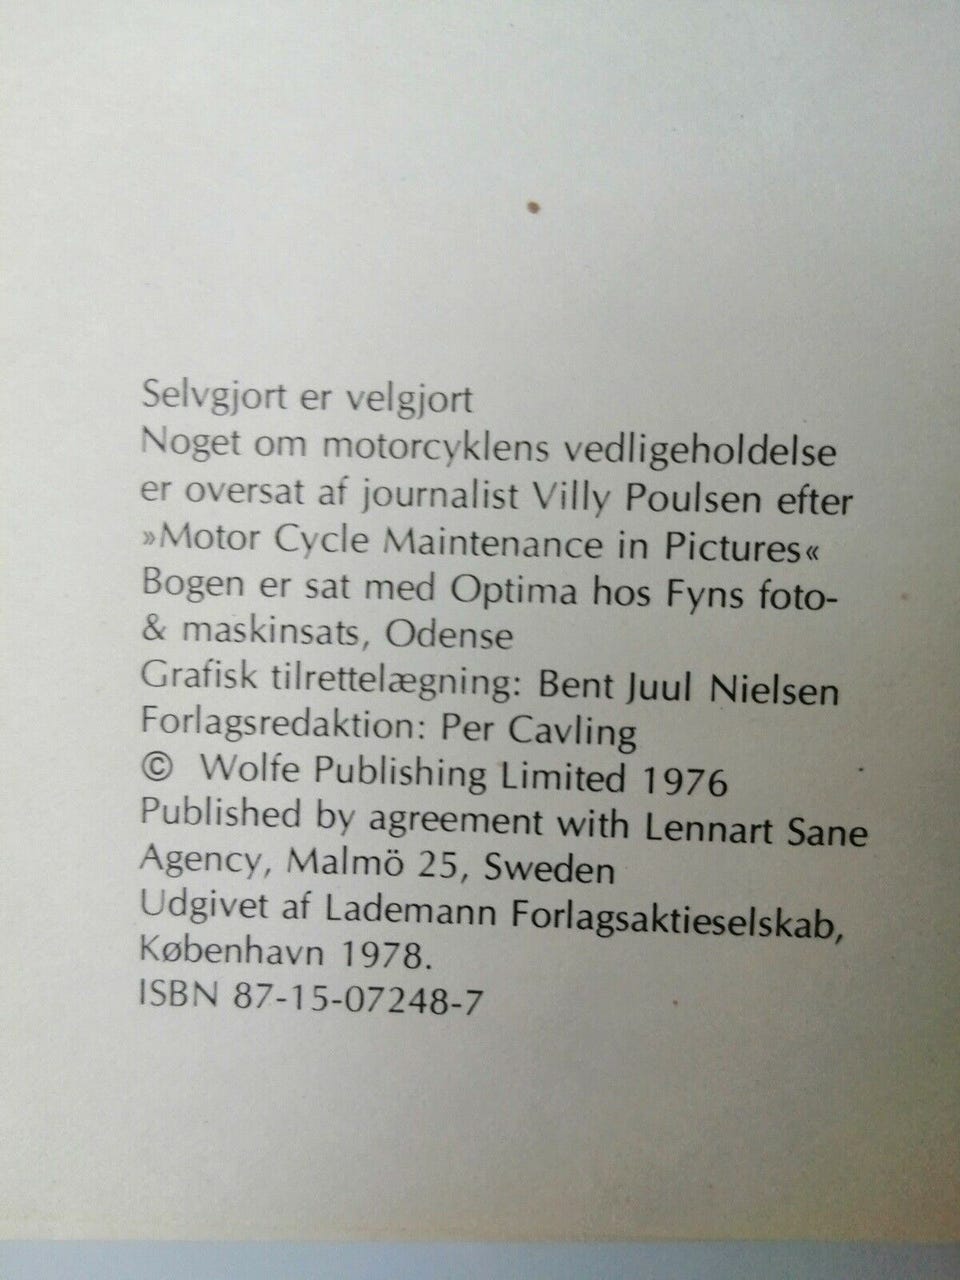 Selvgjort er velgjort
Noget om motorcyklens vedligeholdelse
er oversat af journalist Villy Poulsen efter
»Motor Cycle Maintenance in Pictures«
Bogen er sat med Optima hos Fyns foto-
& maskinsats, Odense
Grafisk tilrettelægning: Bent Juul Nielsen
Forlagsredaktion: Per Cavling
© Wolfe Publishing Limited 1976
Published by agreement with Lennart Sane
Agency, Malmö 25, Sweden
Udgivet af Lademann Forlagsaktieselskab,
København 1978.
ISBN 87-15-07248-7